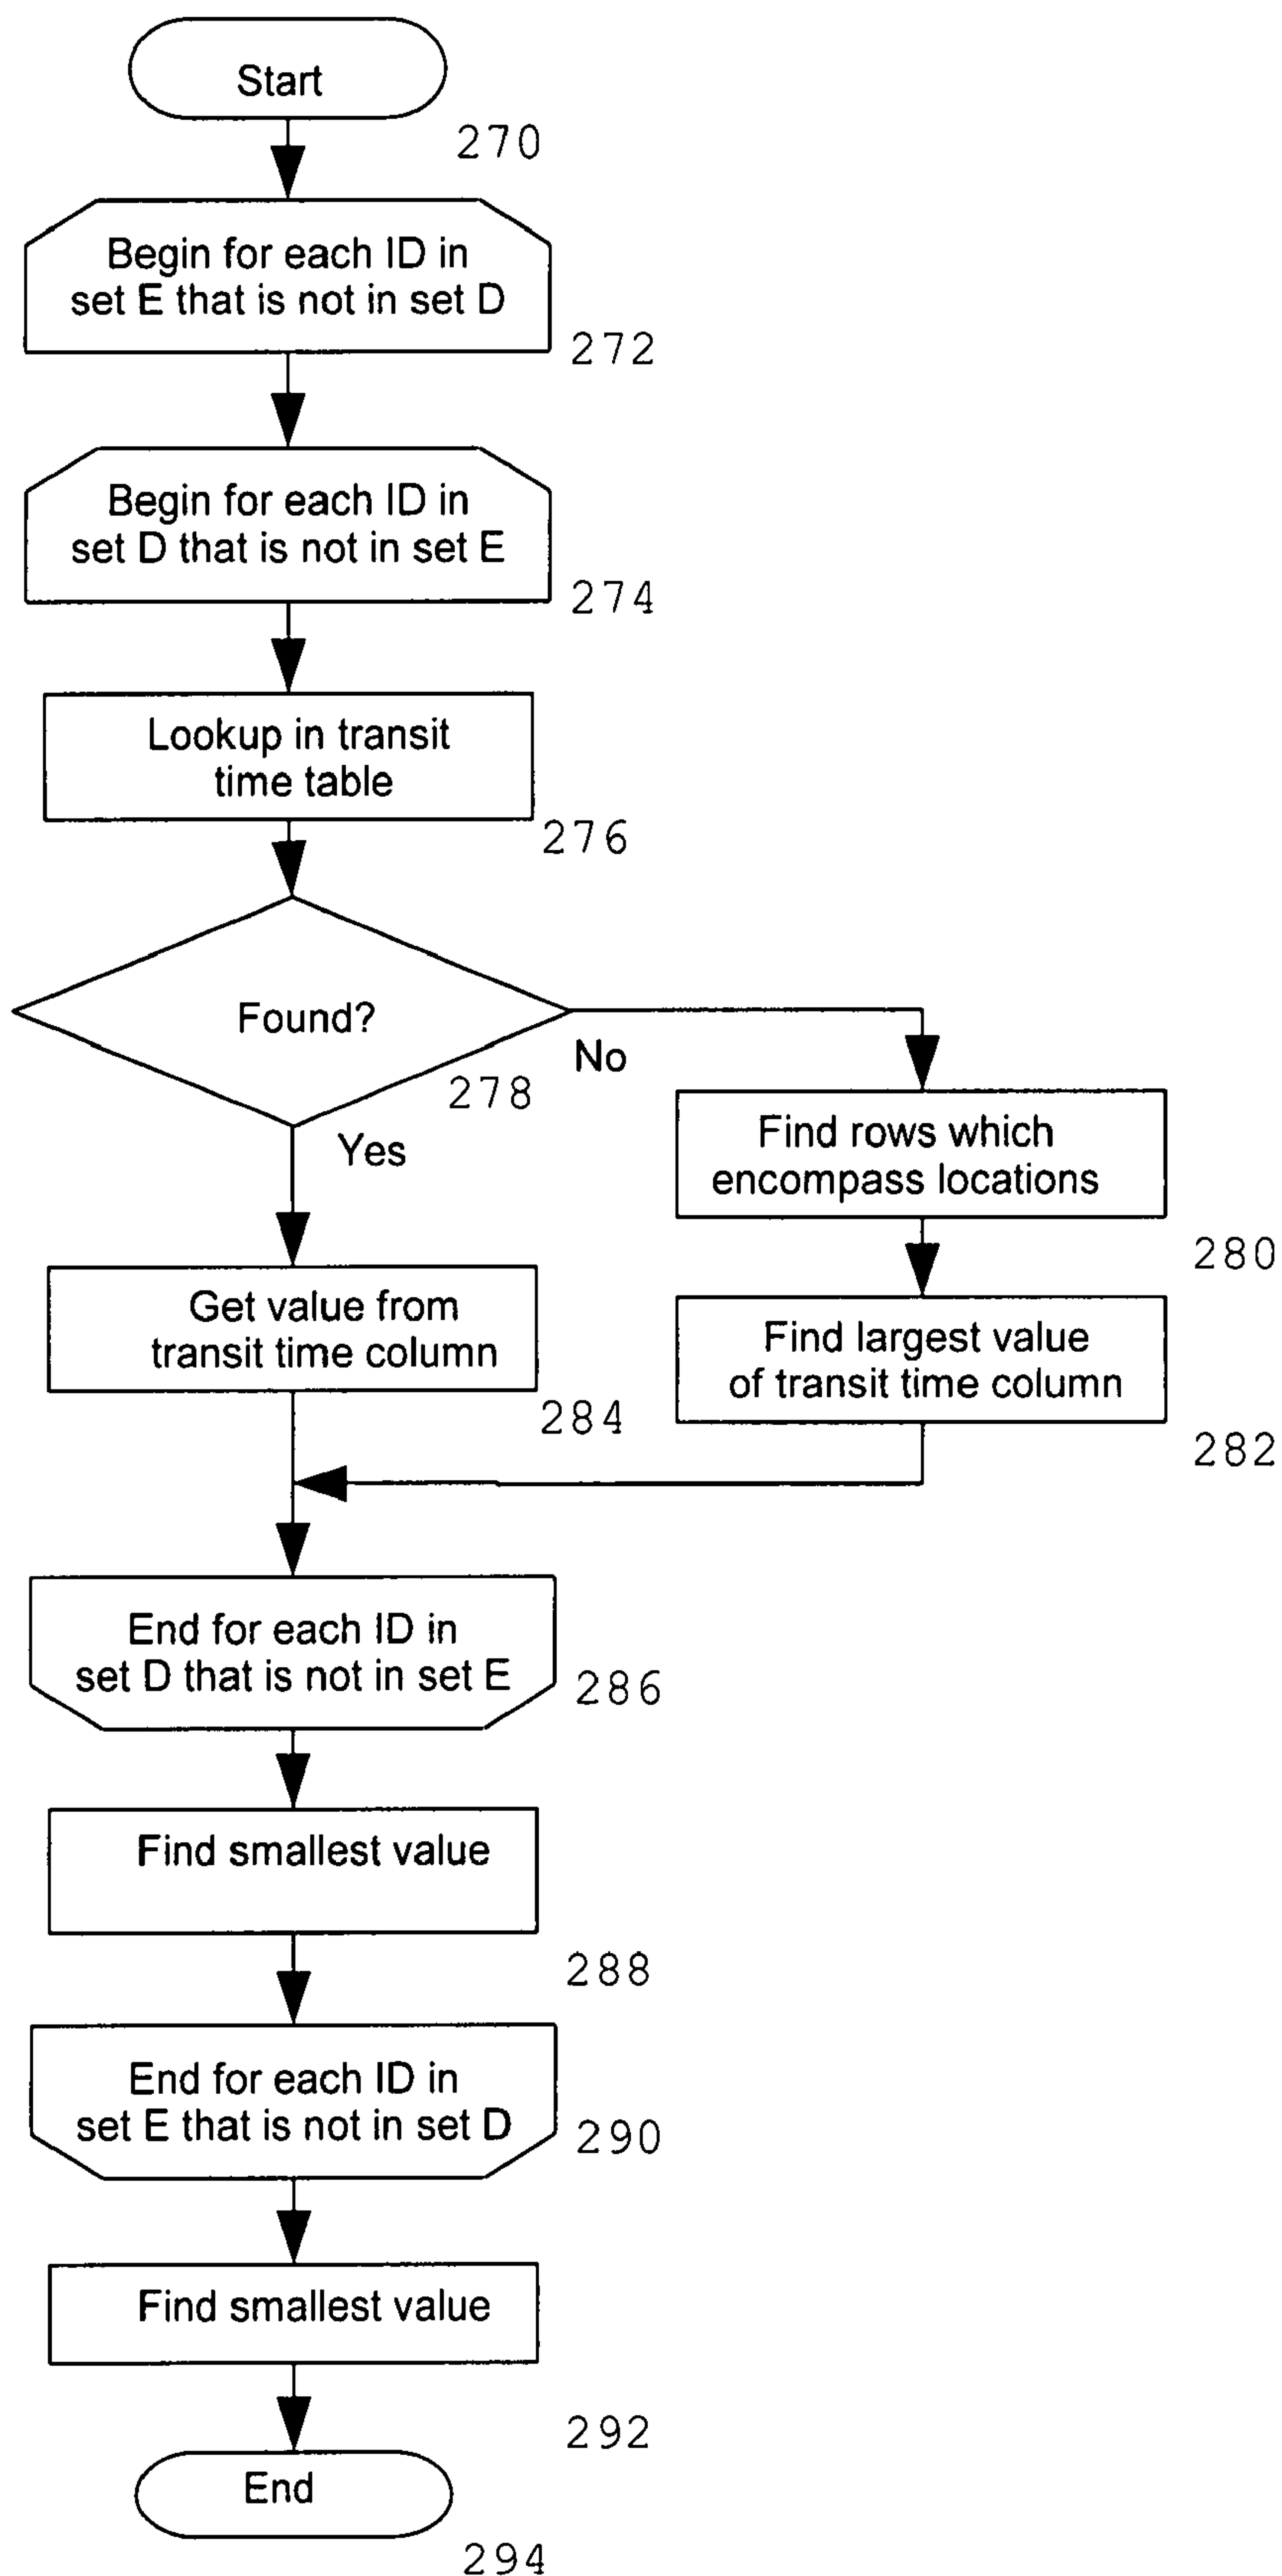 Start
270
Begin for each ID in
set E that is not in set D
272
Begin for each ID in
set D that is not in set E
274
Lookup in transit
time table
276
Found?
No
278
Yes
Find rows which
encompass locations
280
Get value from
transit time column
284
Find largest value
of transit time column
282
End for each ID in
set D that is not in set E
286
Find smallest value
288
End for each ID in
set E that is not in set D
290
Find smallest value
292
End
294